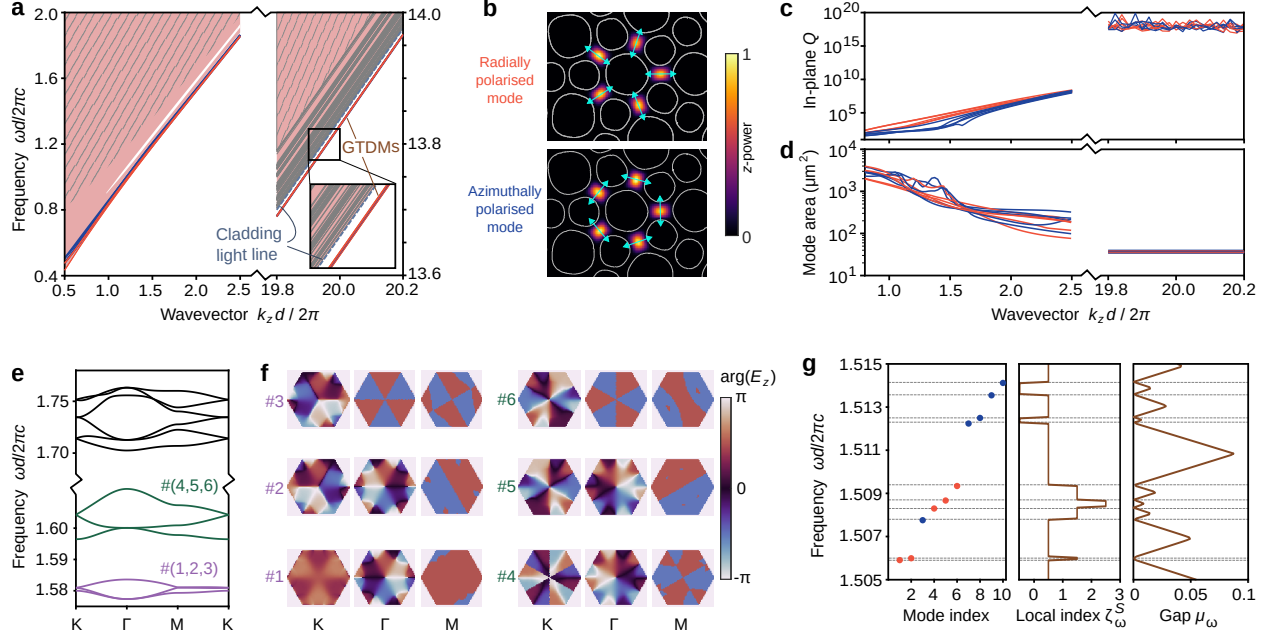 a
2.0
1.6
1.2
0.8
0.4
14.0
13.8
13.6
Frequency ωd/2πc
GTDMs
Cladding
light line
0.5
1.0
1.5
2.0
2.5
19.8
20.0
20.2
Wavevector k_z d / 2π
b
Radially
polarised
mode
Azimuthally
polarised
mode
1
z-power
0
c
10^20
10^15
10^10
10^5
In-plane Q
d
10^4
10^3
10^2
10^1
Mode area (μm^2)
1.0
1.5
2.0
2.5
19.8
20.0
20.2
Wavevector k_z d / 2π
e
1.75
1.70
1.60
1.59
1.58
Frequency ωd/2πc
#(4,5,6)
#(1,2,3)
K
Γ
M
K
f
#3
#6
#2
#5
#1
#4
K
Γ
M
K
Γ
M
arg(E_z)
π
0
-π
g
1.515
1.513
1.511
1.509
1.507
1.505
Frequency ωd/2πc
2 4 6 8 10
Mode index
0 1 2 3
Local index ζ_ω^S
0 0.1
Gap μ_ω